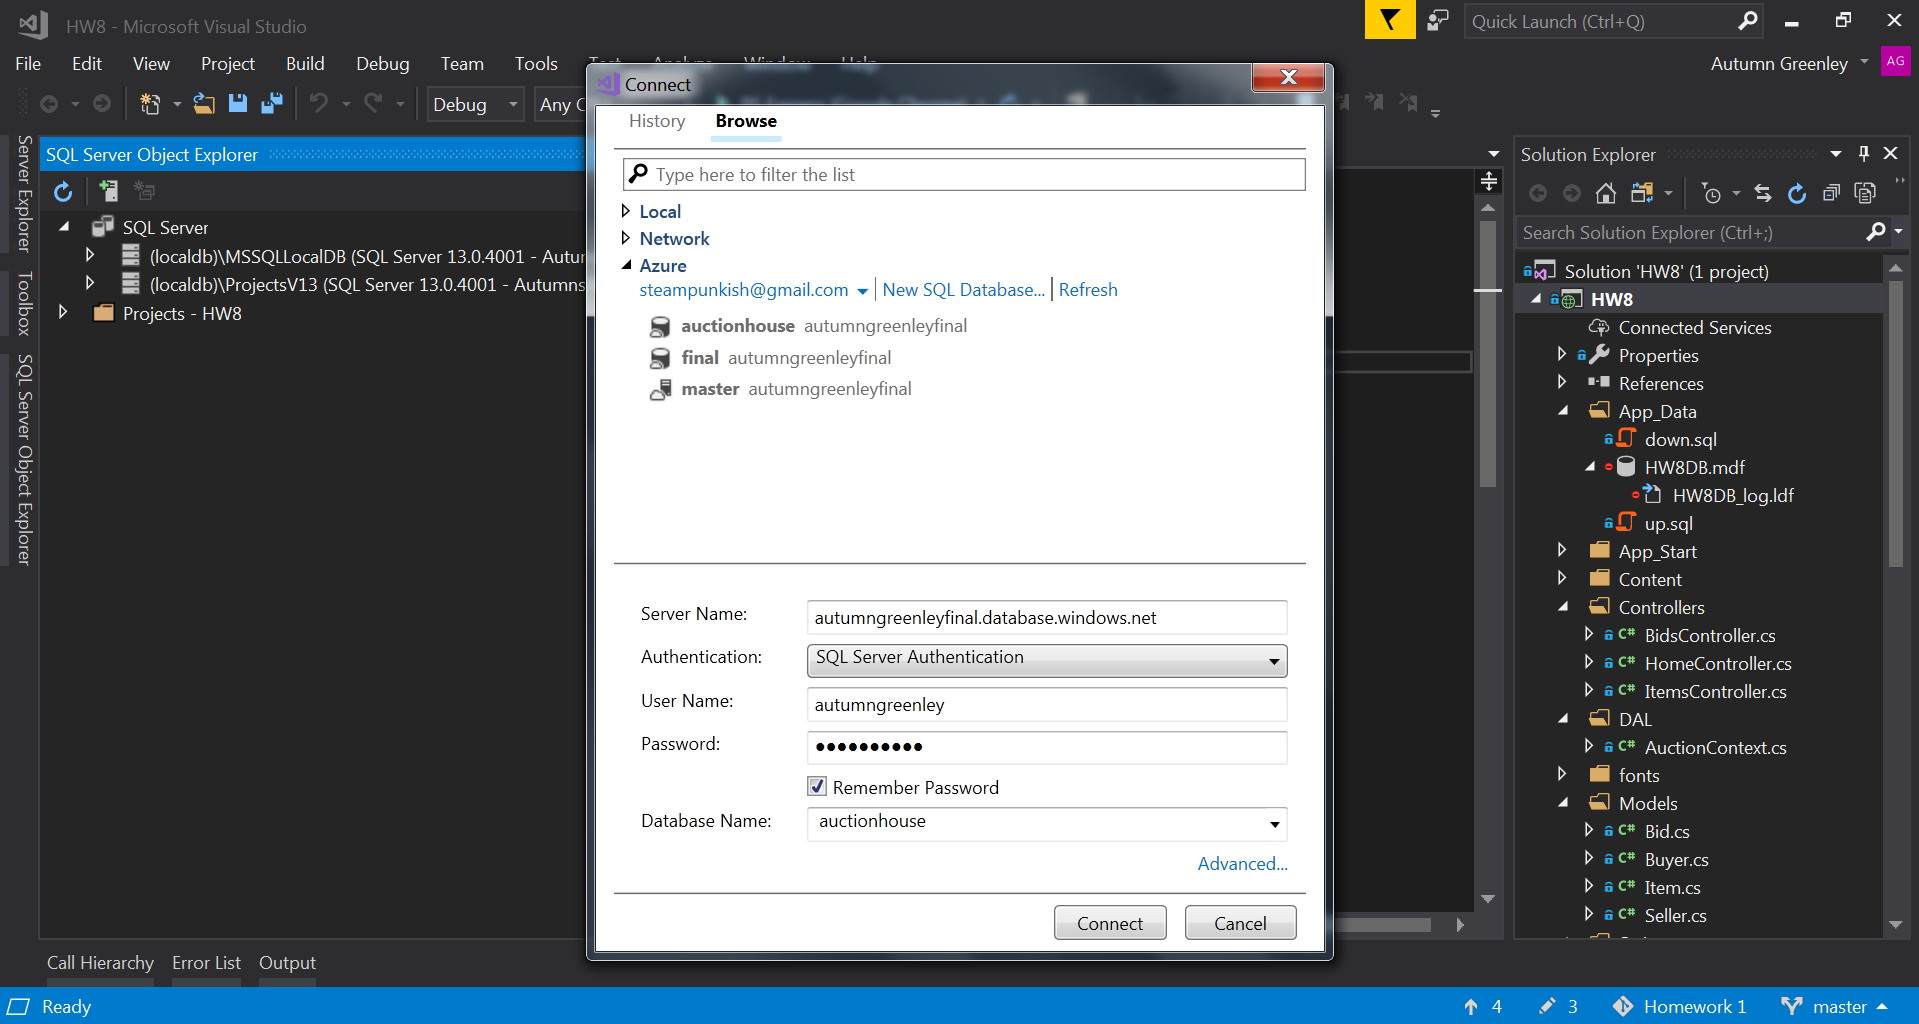 HW8 - Microsoft Visual Studio
Quick Launch (Ctrl+Q)
File Edit View Project Build Debug Team Tools Test Analyze Window Help
Autumn Greenley AG
Debug Any C
Connect
History Browse
Type here to filter the list
Local
Network
Azure
steampunkish@gmail.com New SQL Database... Refresh
auctionhouse autumngreenleyfinal
final autumngreenleyfinal
master autumngreenleyfinal
Server Name: autumngreenleyfinal.database.windows.net
Authentication: SQL Server Authentication
User Name: autumngreenley
Password: ●●●●●●●●●●
Remember Password
Database Name: auctionhouse
Advanced...
Connect Cancel
Server Explorer
Toolbox
SQL Server Object Explorer
SQL Server Object Explorer
SQL Server
(localdb)\MSSQLLocalDB (SQL Server 13.0.4001 - Autur
(localdb)\ProjectsV13 (SQL Server 13.0.4001 - Autumns
Projects - HW8
Solution Explorer
Search Solution Explorer (Ctrl+;)
Solution 'HW8' (1 project)
HW8
Connected Services
Properties
References
App_Data
down.sql
HW8DB.mdf
HW8DB_log.ldf
up.sql
App_Start
Content
Controllers
C# BidsController.cs
C# HomeController.cs
C# ItemsController.cs
DAL
C# AuctionContext.cs
fonts
Models
C# Bid.cs
C# Buyer.cs
C# Item.cs
C# Seller.cs
Call Hierarchy Error List Output
Ready
4 3 Homework 1 master